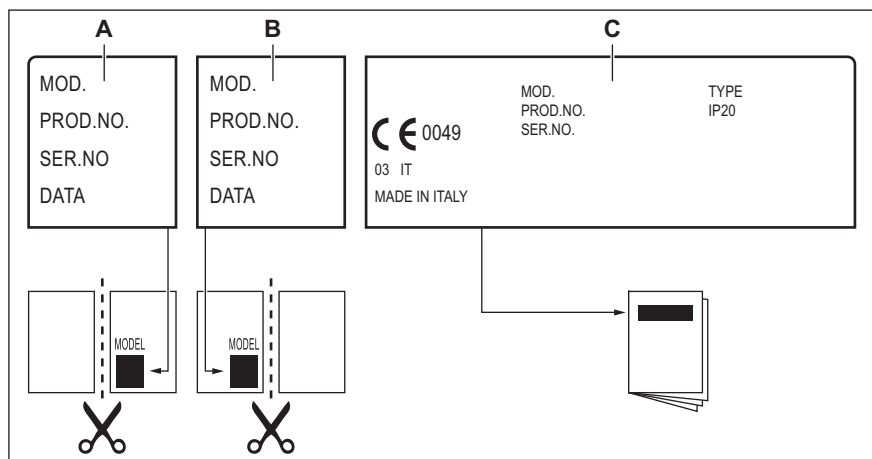 A
B
C
MOD.
PROD.NO.
SER.NO
DATA
MOD.
PROD.NO.
SER.NO
DATA
MOD.
PROD.NO.
SER.NO.
TYPE
IP20
CE 0049
03 IT
MADE IN ITALY
MODEL
MODEL